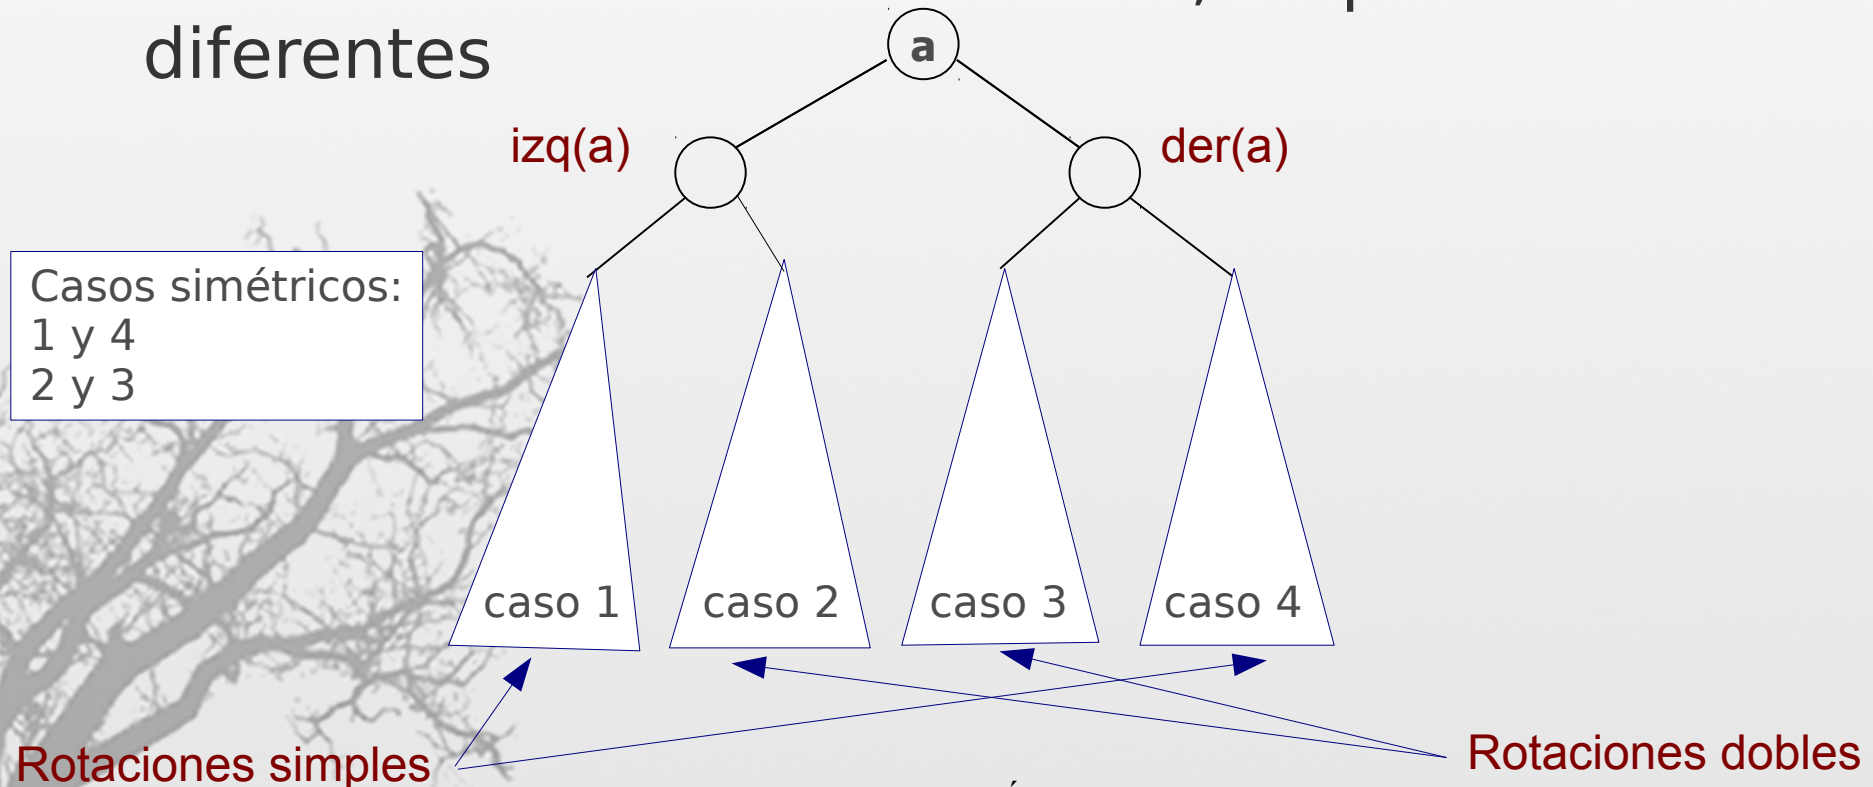 diferentes
a
izq(a)
der(a)
Casos simétricos:
1 y 4
2 y 3
caso 1
caso 2
caso 3
caso 4
Rotaciones simples
Rotaciones dobles